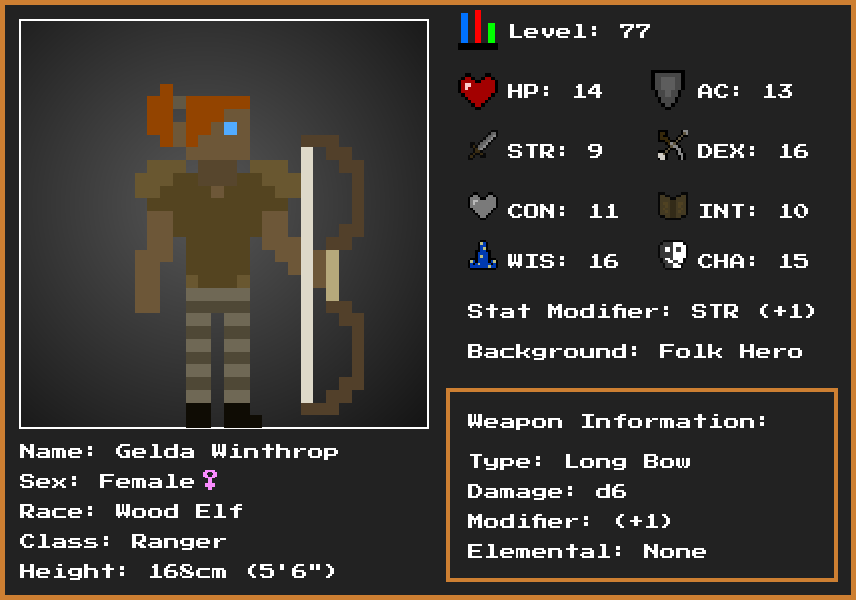 Level: 77
HP: 14
AC: 13
STR: 9
DEX: 16
CON: 11
INT: 10
WIS: 16
CHA: 15
Stat Modifier: STR (+1)
Background: Folk Hero
Weapon Information:
Type: Long Bow
Damage: d6
Modifier: (+1)
Elemental: None
Name: Gelda Winthrop
Sex: Female♀
Race: Wood Elf
Class: Ranger
Height: 168cm (5'6")